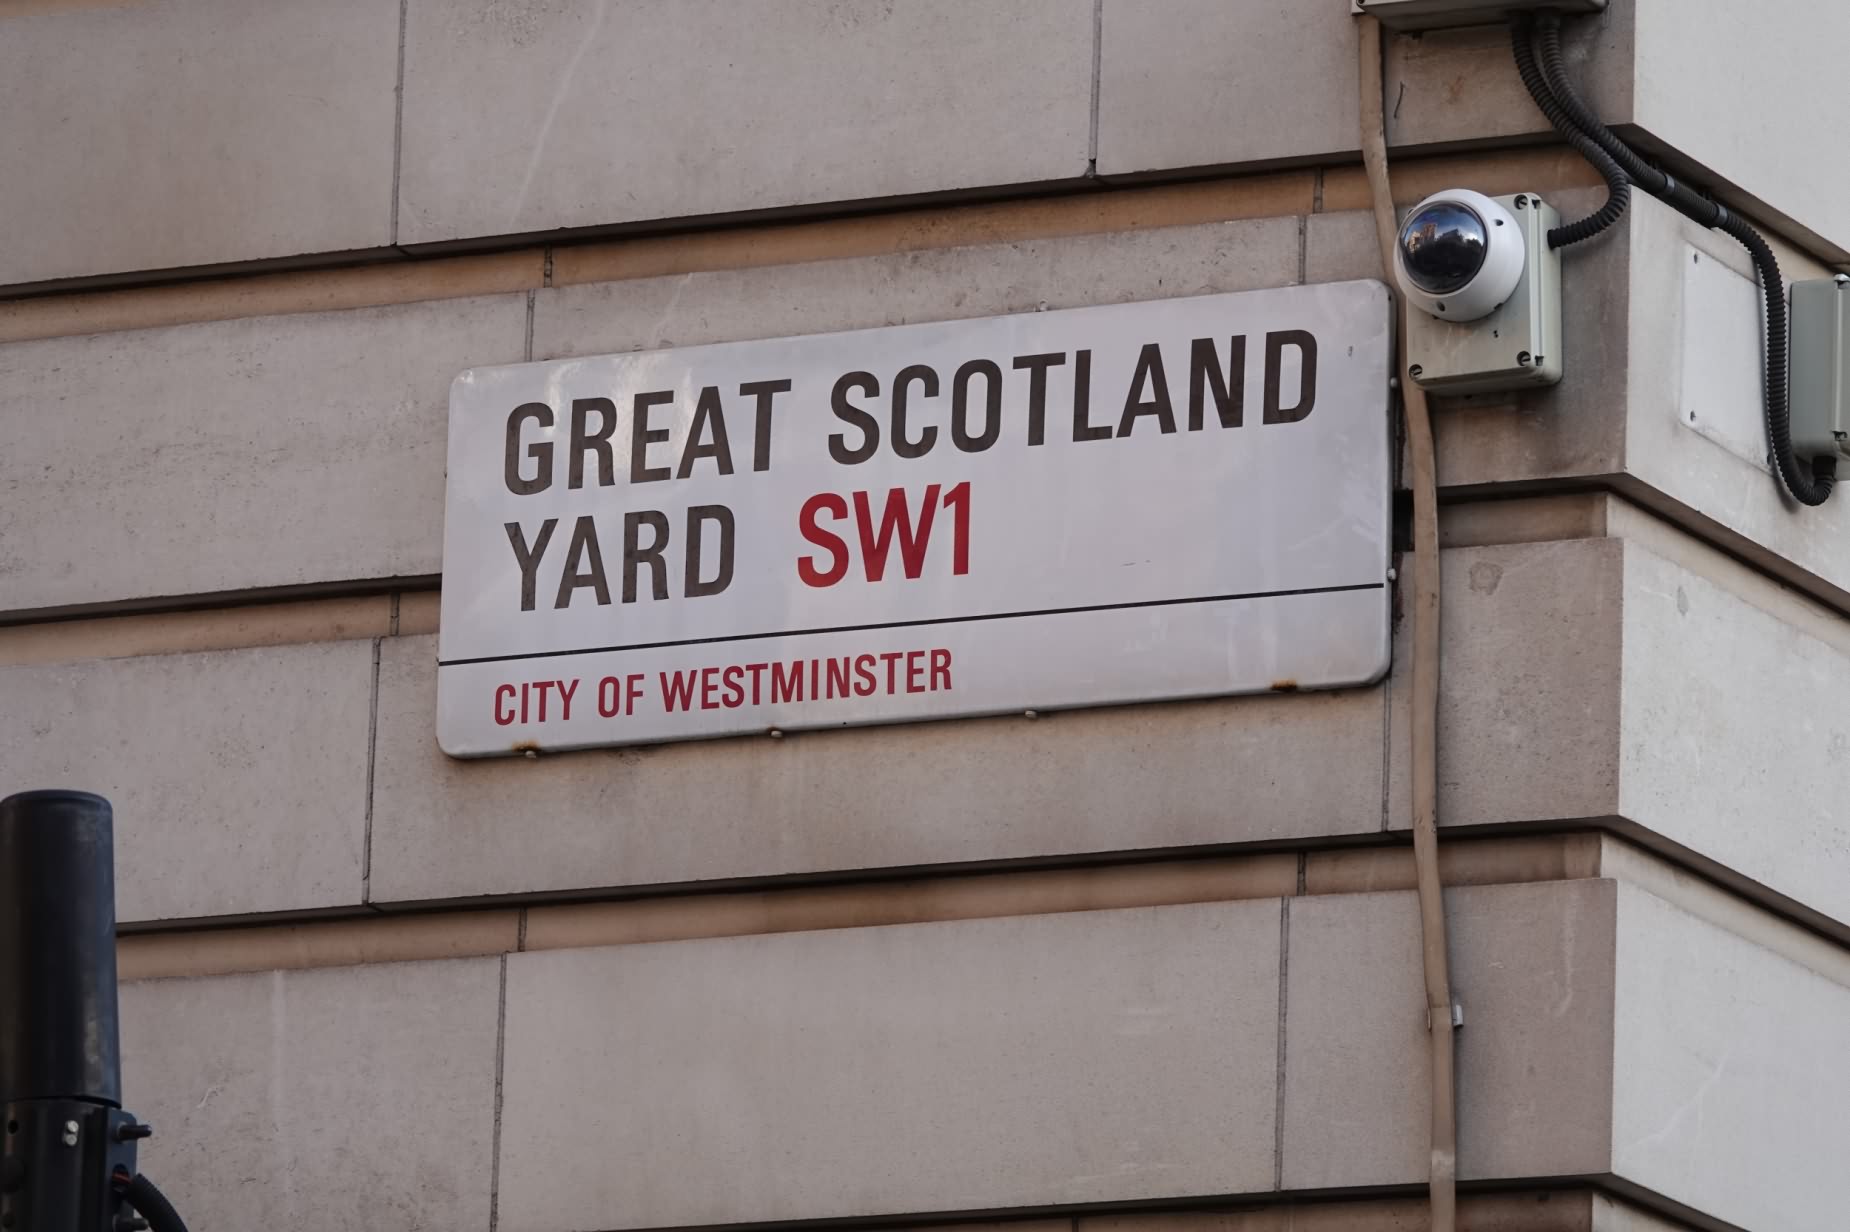 GREAT SCOTLAND
YARD SW1
CITY OF WESTMINSTER